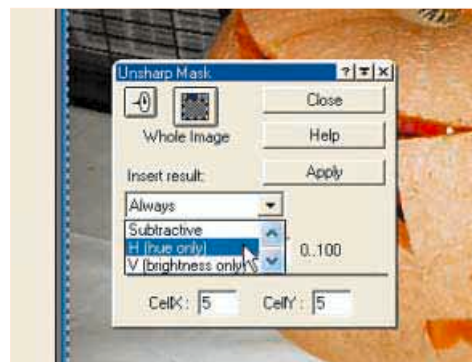 Unsharp Mask
Close
Whole Image
Help
Insert result:
Apply
Always
Subtractive
H (hue only)
V (brightness only)
0..100
CellX: 5
CellY: 5